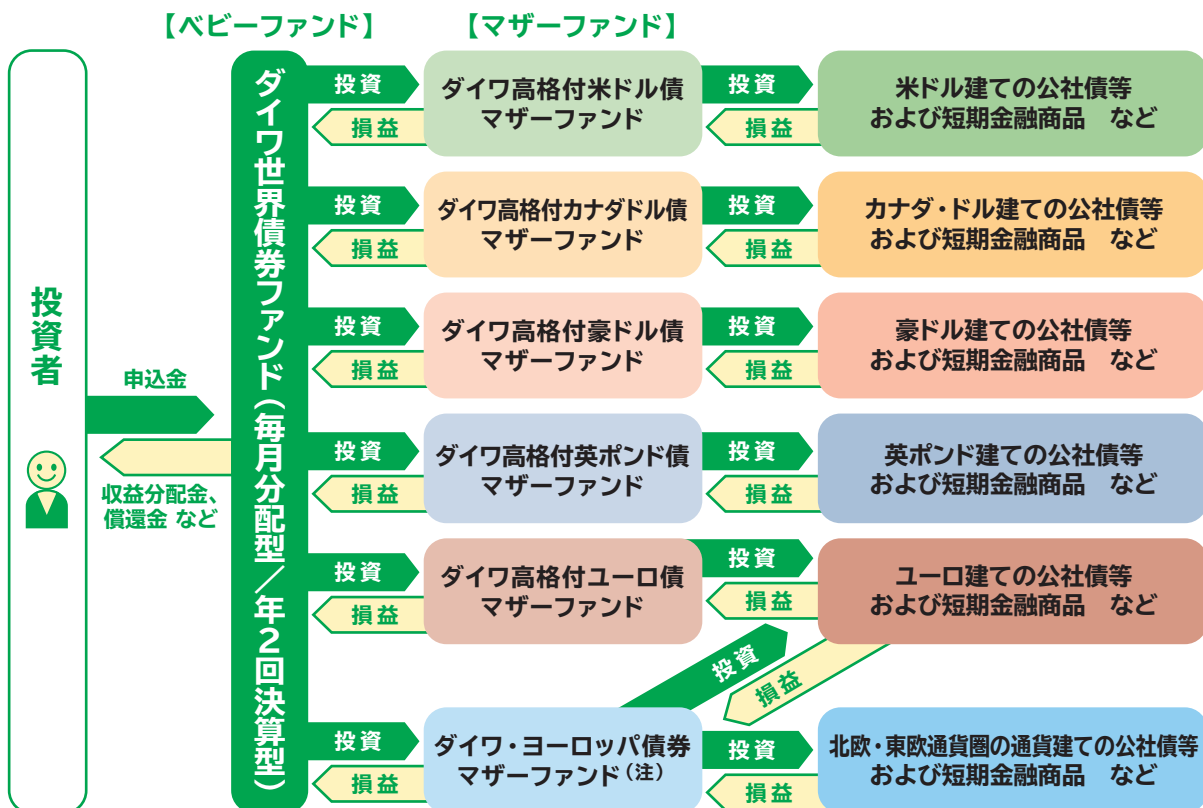 【ベビーファンド】
【マザーファンド】
投資者
申込金
収益分配金、
償還金 など
ダイワ世界債券ファンド（毎月分配型／年２回決算型）
投資
損益
ダイワ高格付米ドル債
マザーファンド
投資
損益
米ドル建ての公社債等
および短期金融商品　など
投資
損益
ダイワ高格付カナダドル債
マザーファンド
投資
損益
カナダ・ドル建ての公社債等
および短期金融商品　など
投資
損益
ダイワ高格付豪ドル債
マザーファンド
投資
損益
豪ドル建ての公社債等
および短期金融商品　など
投資
損益
ダイワ高格付英ポンド債
マザーファンド
投資
損益
英ポンド建ての公社債等
および短期金融商品　など
投資
損益
ダイワ高格付ユーロ債
マザーファンド
投資
損益
ユーロ建ての公社債等
および短期金融商品　など
投資
損益
投資
損益
ダイワ・ヨーロッパ債券
マザーファンド（注）
投資
損益
北欧・東欧通貨圏の通貨建ての公社債等
および短期金融商品　など